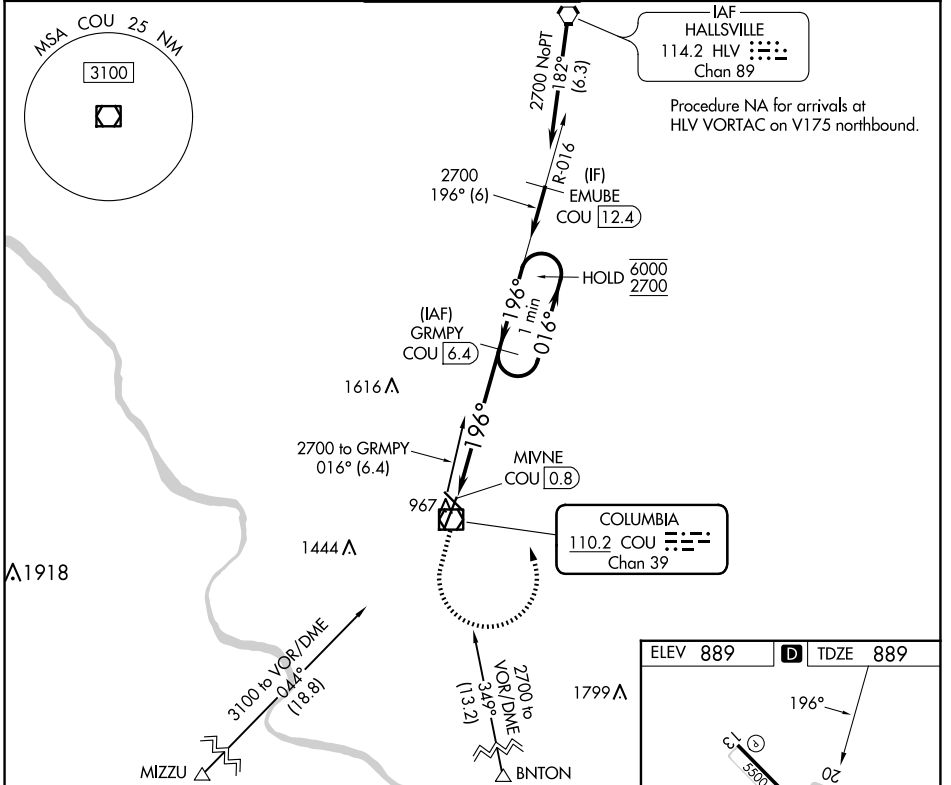 MSA COU 25 NM
3100
IAF
HALLSVILLE
114.2 HLV
Chan 89
Procedure NA for arrivals at
HLV VORTAC on V175 northbound.
2700 NoPT
182°
(6.3)
R-016
2700
196° (6)
(IF)
EMUBE
COU 12.4
HOLD 6000
2700
196°
1 min
016°
(IAF)
GRMPY
COU 6.4
1616
196°
2700 to GRMPY
016° (6.4)
MIVNE
COU 0.8
967
COLUMBIA
110.2 COU
Chan 39
1444
1918
3100 to VOR/DME
044°
(18.8)
2700 to
VOR/DME
349°
(13.2)
1799
MIZZU
BNTON
ELEV 889 D TDZE 889
196°
13
P
5500
20